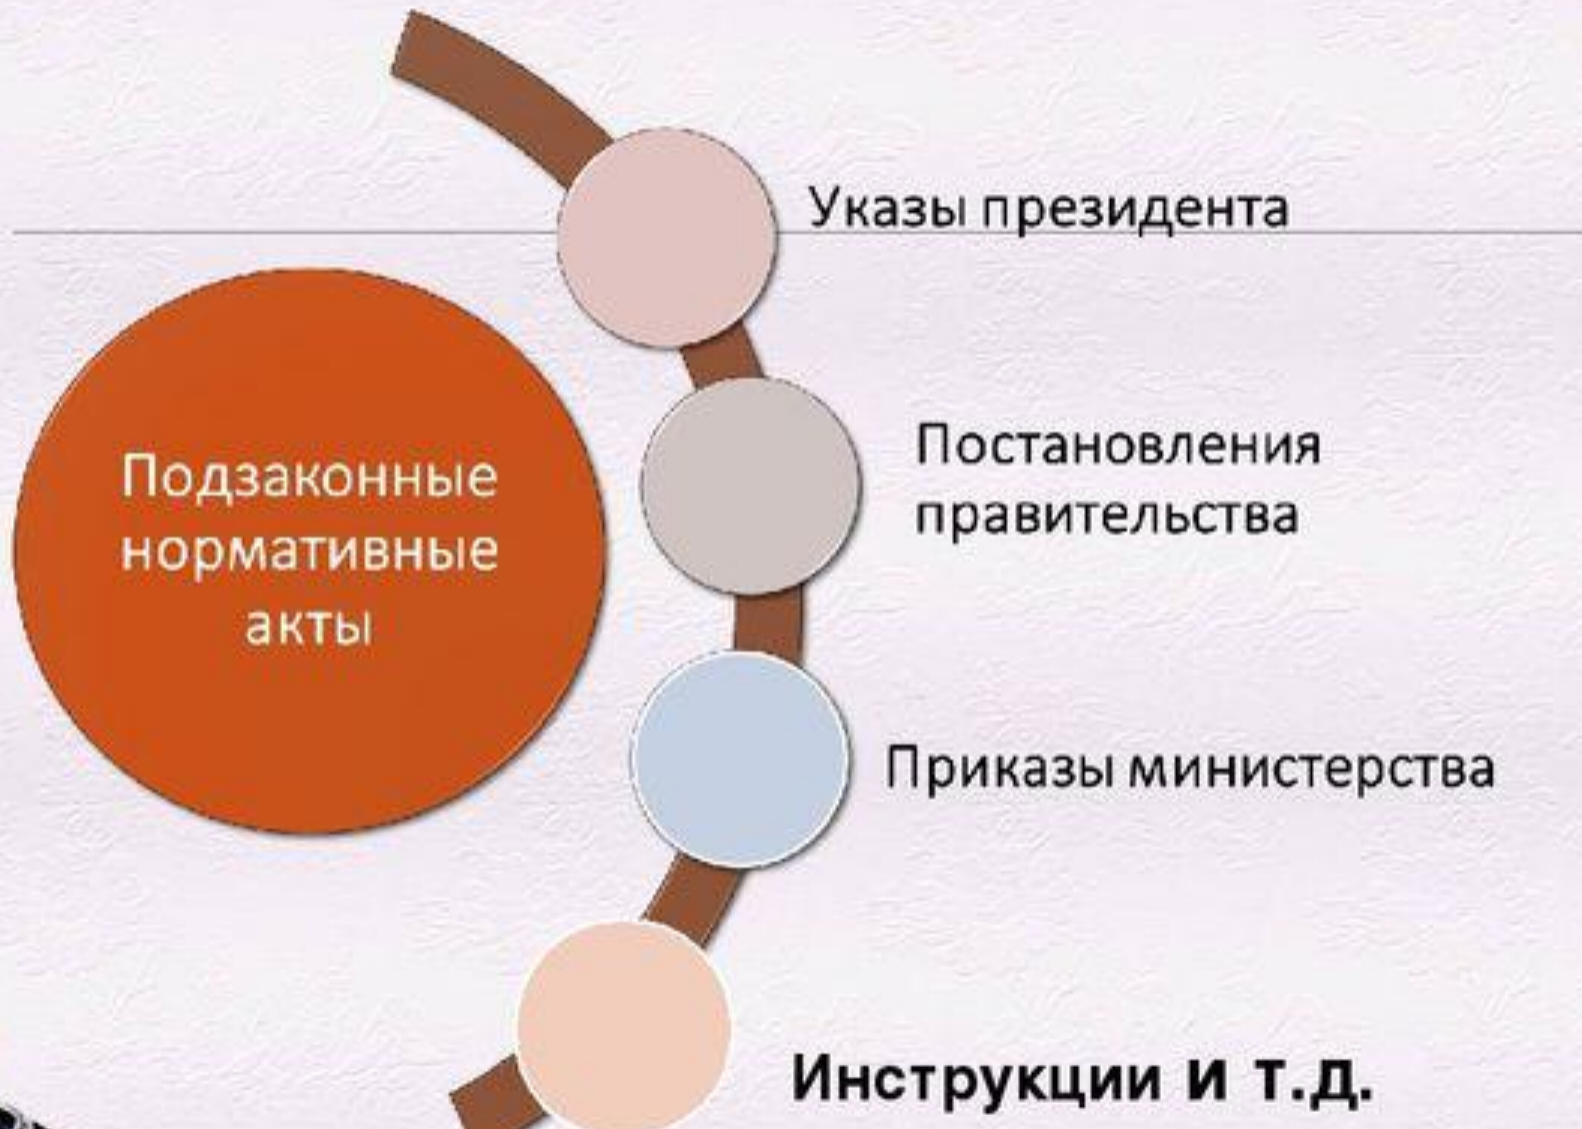 Подзаконные
нормативные
акты
Указы президента
Постановления
правительства
Приказы министерства
Инструкции и т.д.